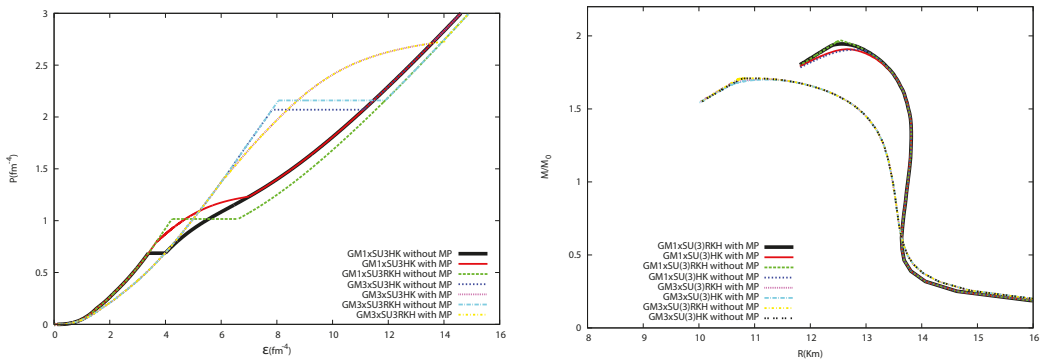 3
2.5
2
1.5
1
0.5
0
0 2 4 6 8 10 12 14 16
P(fm-4)
ε(fm-4)
GM1xSU3HK without MP
GM1xSU3HK with MP
GM1xSU3RKH without MP
GM3xSU3HK without MP
GM3xSU3HK with MP
GM3xSU3RKH without MP
GM3xSU3RKH with MP
2
1.5
1
0.5
0
8 9 10 11 12 13 14 15 16
M/M0
R(Km)
GM1xSU(3)RKH with MP
GM1xSU(3)HK with MP
GM1xSU(3)RKH without MP
GM1xSU(3)HK without MP
GM3xSU(3)RKH with MP
GM3xSU(3)HK with MP
GM3xSU(3)RKH without MP
GM3xSU(3)HK without MP